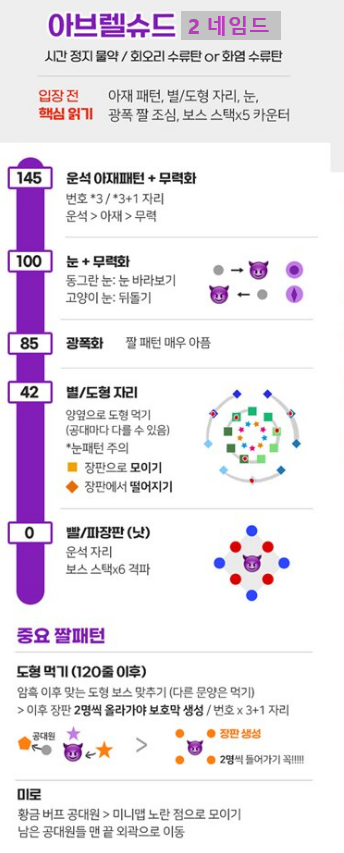 아브렐슈드 2 네임드
시간 정지 물약 / 회오리 수류탄 or 화염 수류탄
입장 전 핵심 읽기
아재 패턴, 별/도형 자리, 눈,
광폭 짤 조심, 보스 스택x5 카운터
145
운석 아재패턴 + 무력화
번호 *3 / *3+1 자리
운석 > 아재 > 무력
100
눈 + 무력화
동그란 눈: 눈 바라보기
고양이 눈: 뒤돌기
85
광폭화 짤 패턴 매우 아픔
42
별/도형 자리
양옆으로 도형 먹기
(공대마다 다를 수 있음)
*눈패턴 주의
장판으로 모이기
장판에서 떨어지기
0
빨/파장판 (낫)
운석 자리
보스 스택x6 격파
중요 짤패턴
도형 먹기 (120줄 이후)
암흑 이후 맞는 도형 보스 맞추기 (다른 문양은 먹기)
> 이후 장판 2명씩 올라가야 보호막 생성 / 번호 x 3+1 자리
공대원
>
장판 생성
2명씩 들어가기 꼭!!!!!
미로
황금 버프 공대원 > 미니맵 노란 점으로 모이기
남은 공대원들 맨 끝 외곽으로 이동